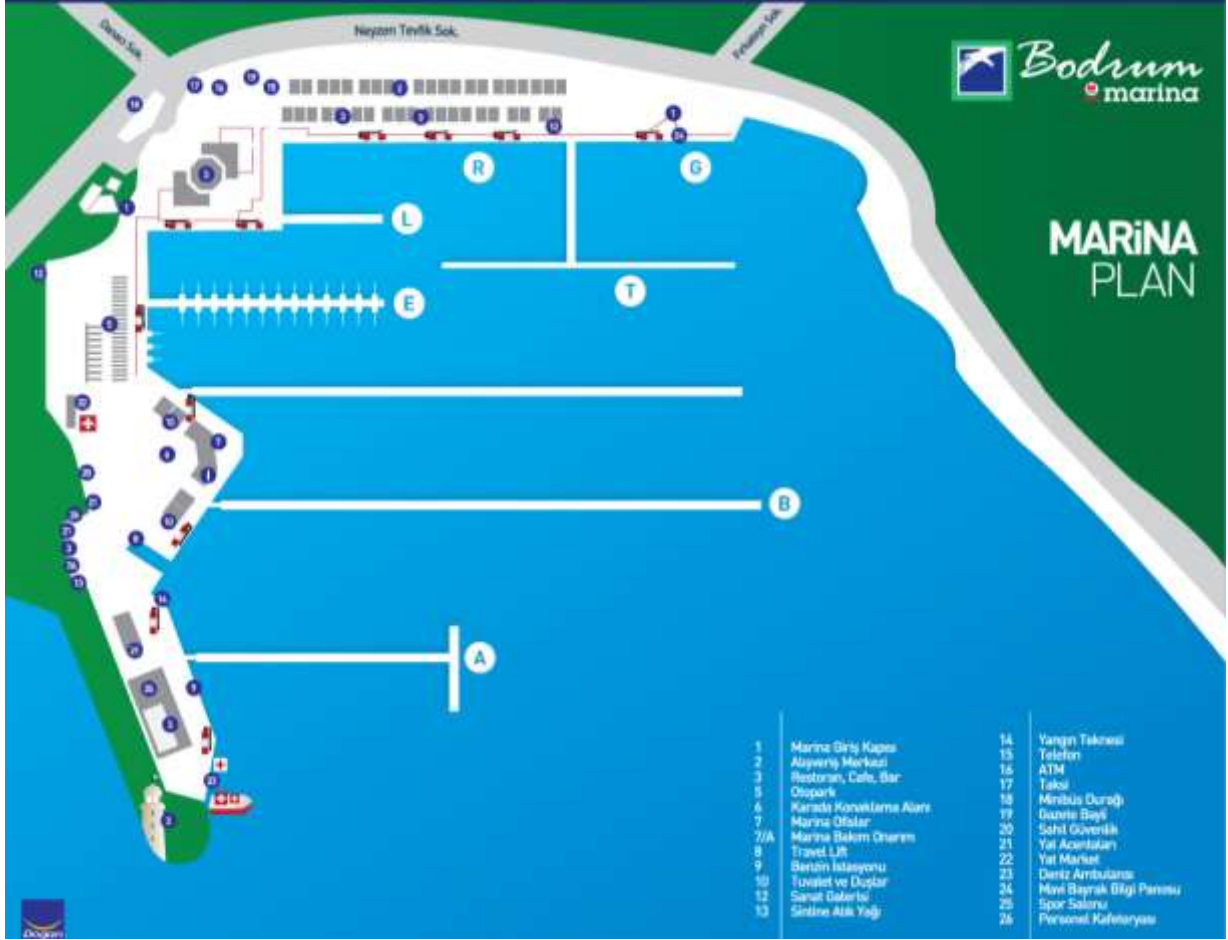 Neyzen Tevfik Sok.
Bodrum
marina
MARiNA
PLAN
R
G
L
T
E
B
A
1 Marina Giriş Kapısı
2 Alışveriş Merkezi
3 Restoran, Cafe, Bar
5 Otopark
6 Karada Konaklama Alanı
7 Marina Ofisler
7/A Marina Bakım Onarım
8 Travel Lift
9 Benzin İstasyonu
10 Tuvalet ve Duşlar
12 Sanat Galerisi
13 Sintine Atık Yağı
14 Yangın Teknesi
15 Telefon
16 ATM
17 Taksi
18 Minibüs Durağı
19 Gazete Bayii
20 Sahil Güvenlik
21 Yat Acentaları
22 Yat Market
23 Deniz Ambulansı
24 Mavi Bayrak Bilgi Panosu
25 Spor Salonu
26 Personel Kafeteryası
Doğan